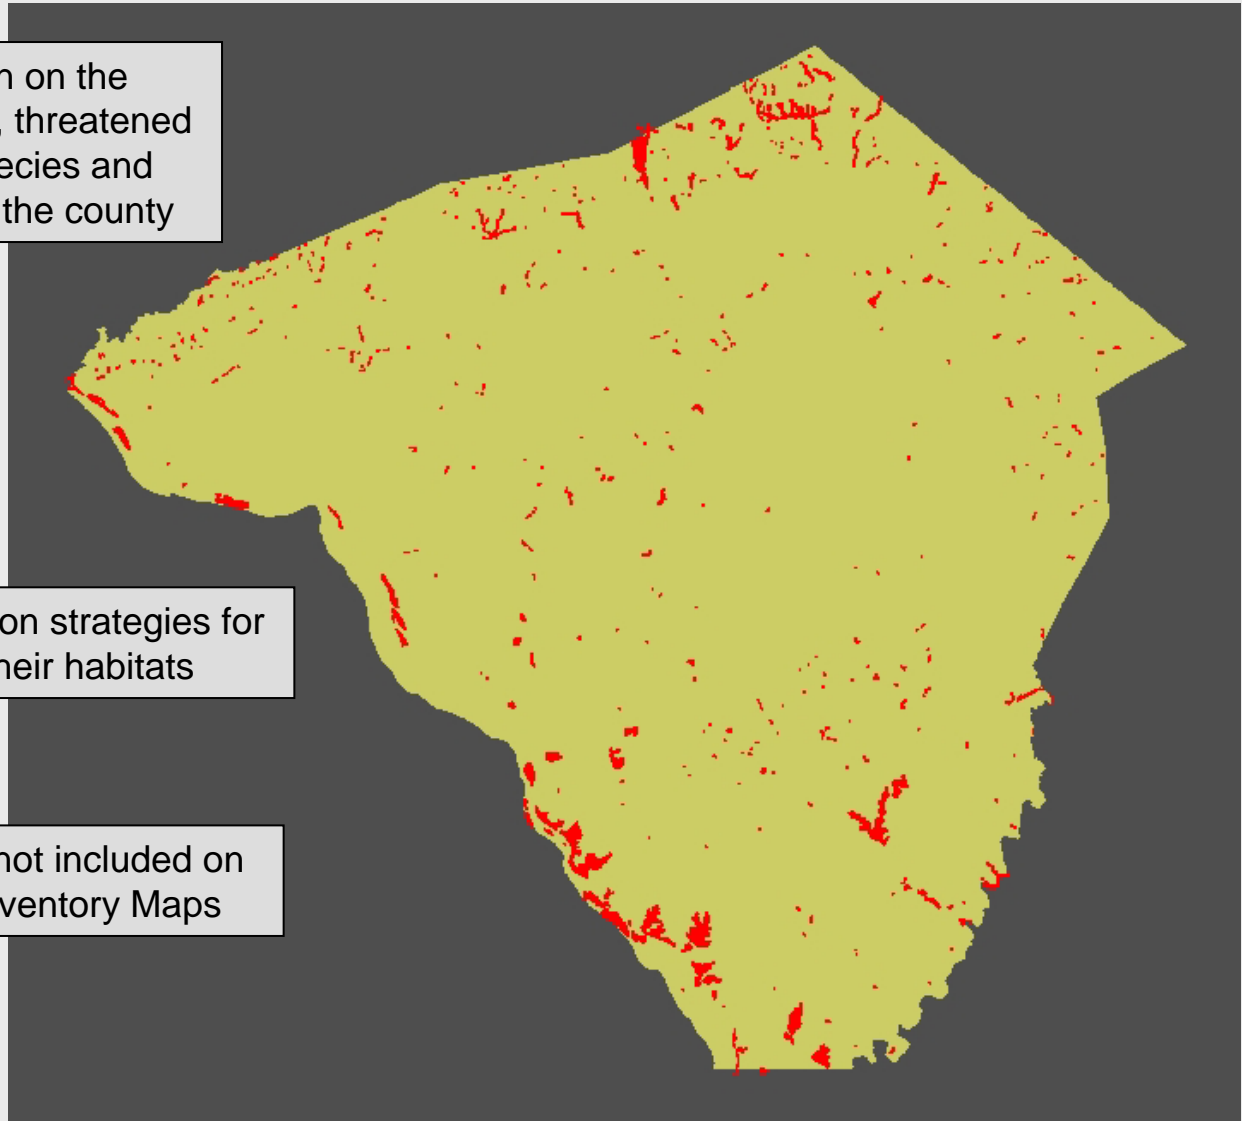 n on the
, threatened
ecies and
the county
on strategies for
heir habitats
not included on
ventory Maps